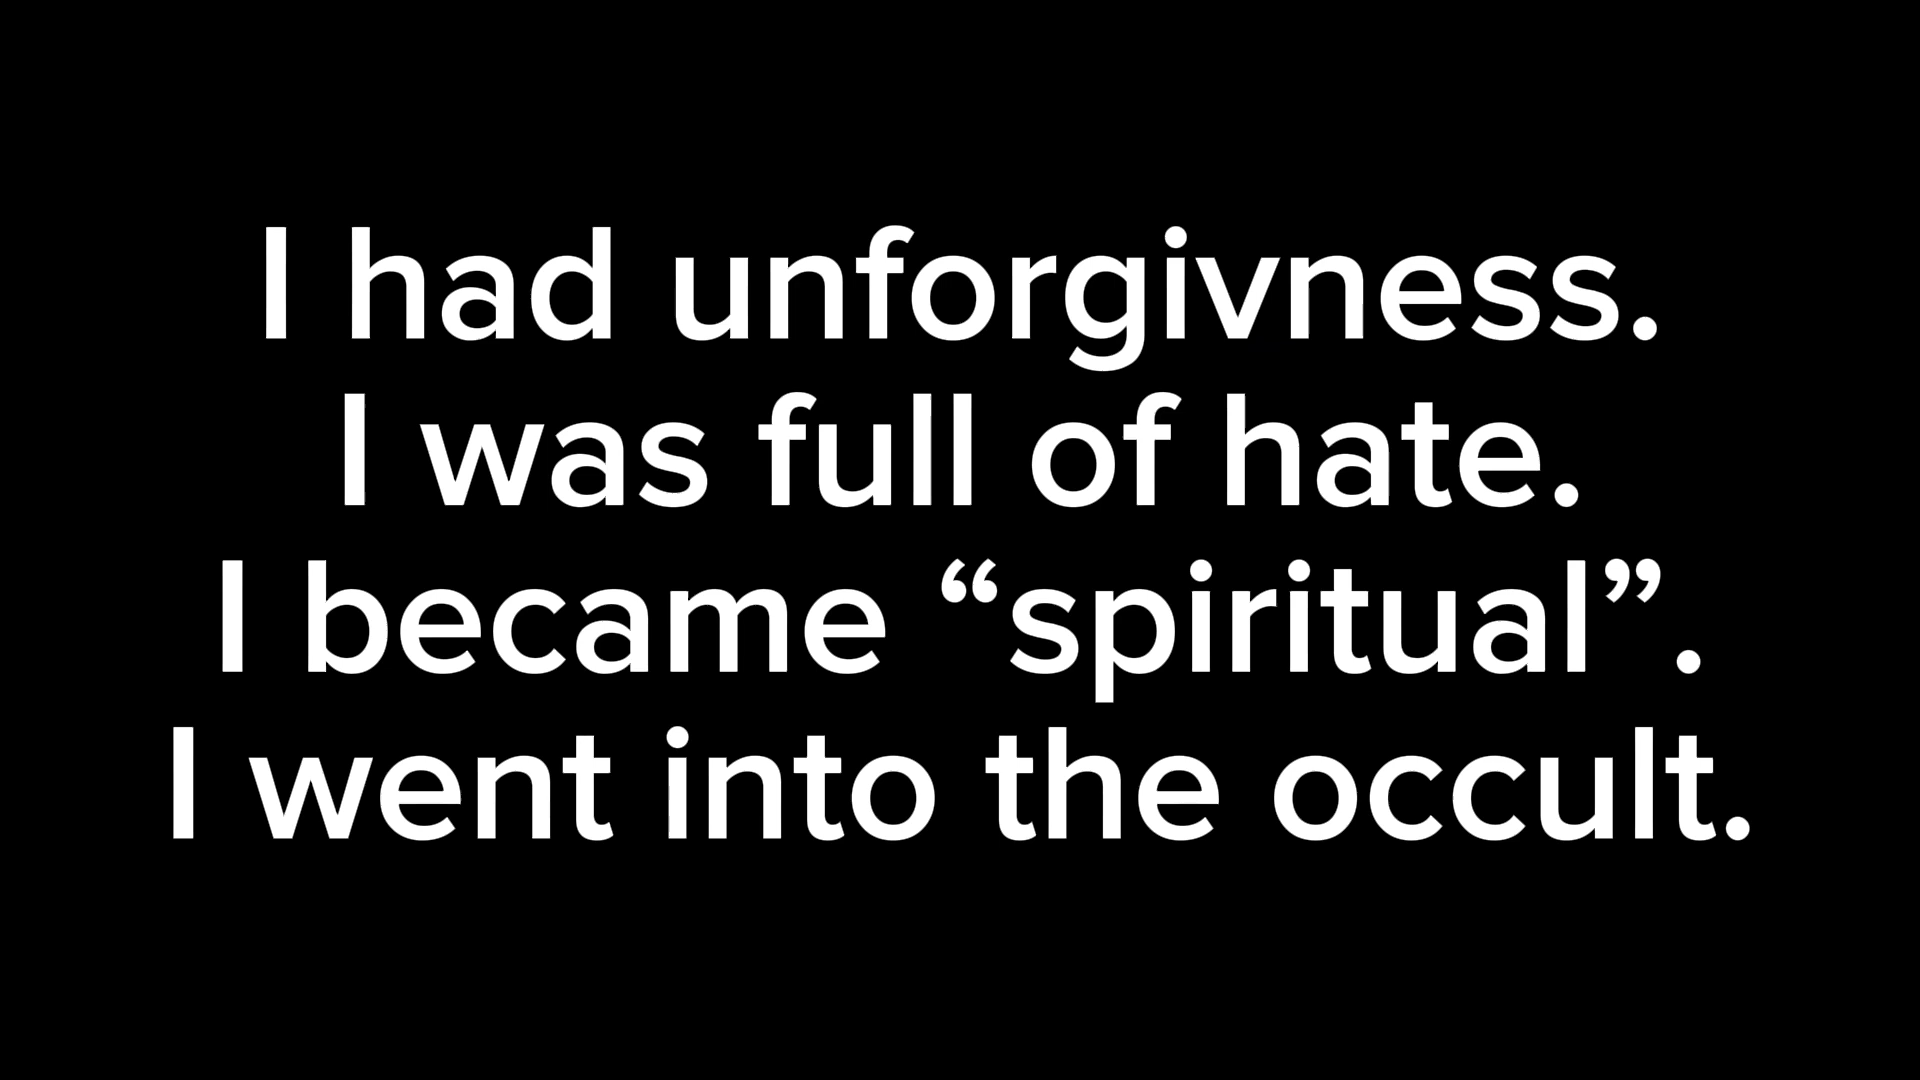 I had unforgivness.
I was full of hate.
I became “spiritual”.
I went into the occult.